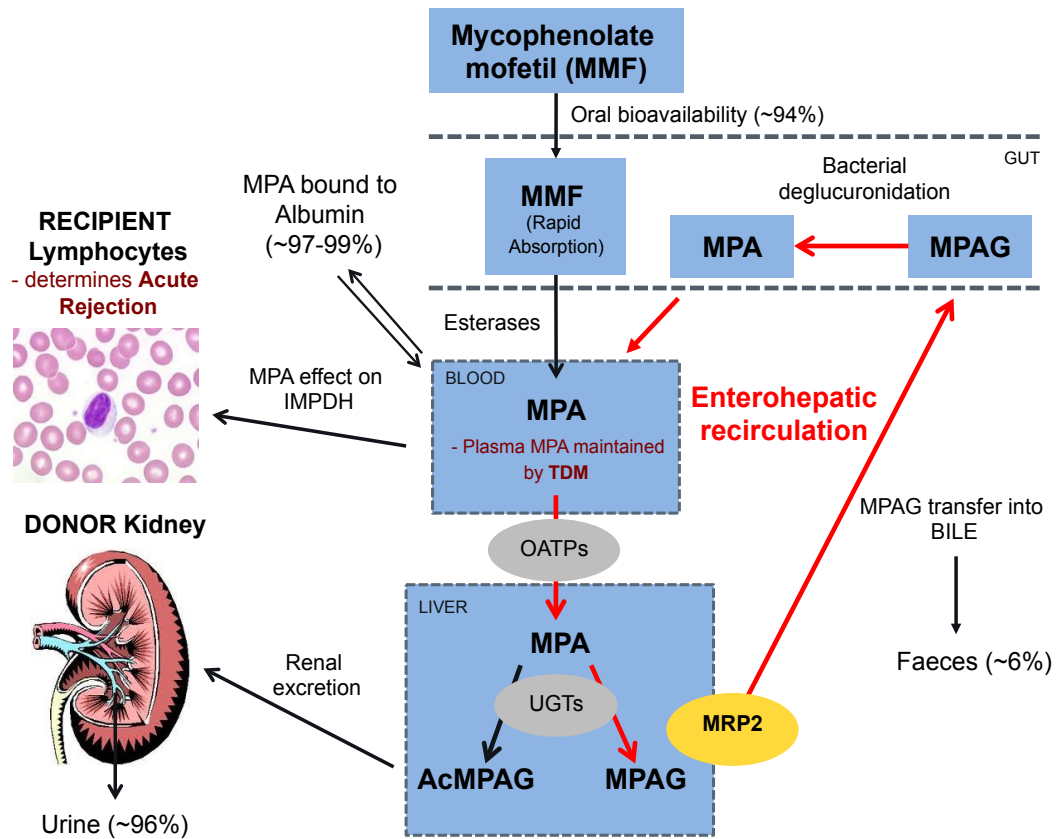 Mycophenolate
mofetil (MMF)
Oral bioavailability (~94%)
GUT
Bacterial
deglucuronidation
MMF
(Rapid
Absorption)
MPA
MPAG
MPA bound to
Albumin
(~97-99%)
RECIPIENT
Lymphocytes
- determines Acute
Rejection
Esterases
MPA effect on
IMPDH
BLOOD
MPA
- Plasma MPA maintained
by TDM
Enterohepatic
recirculation
DONOR Kidney
OATPs
MPAG transfer into
BILE
Faeces (~6%)
LIVER
MPA
UGTs
MRP2
AcMPAG
MPAG
Renal
excretion
Urine (~96%)